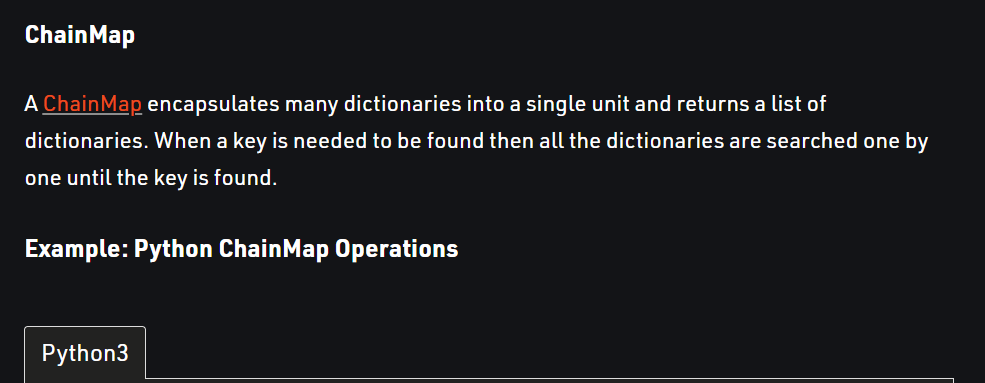 ChainMap
A ChainMap encapsulates many dictionaries into a single unit and returns a list of
dictionaries. When a key is needed to be found then all the dictionaries are searched one by
one until the key is found.
Example: Python ChainMap Operations
Python3